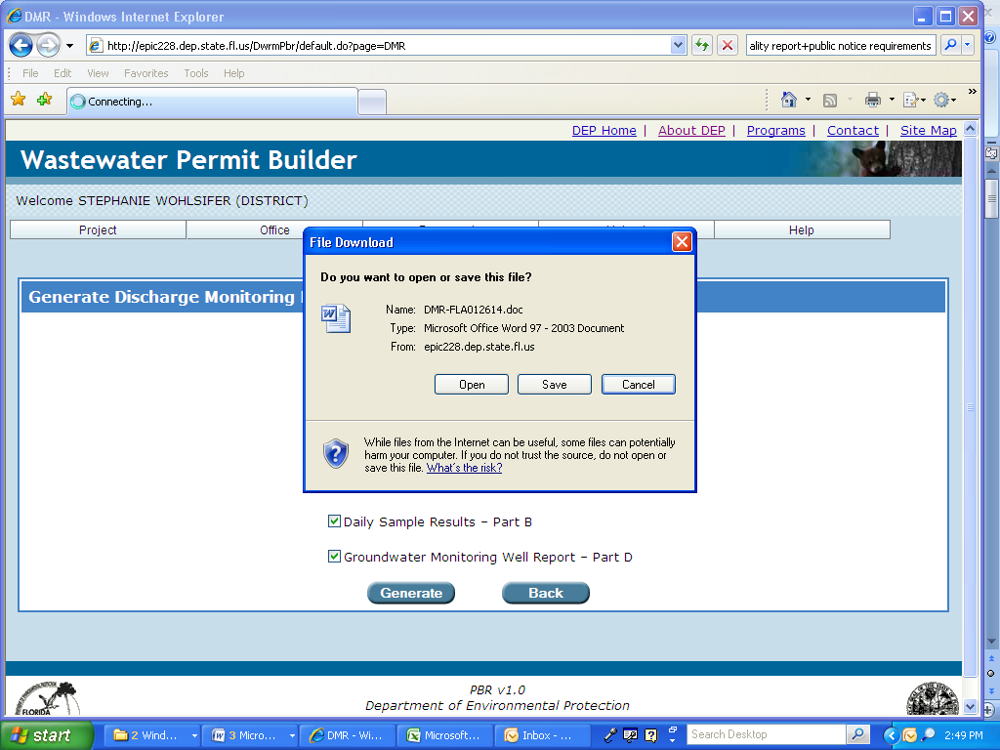 DMR - Windows Internet Explorer
http://epic228.dep.state.fl.us/DwrmPbr/default.do?page=DMR
ality report+public notice requirements
File Edit View Favorites Tools Help
Connecting...
DEP Home | About DEP | Programs | Contact | Site Map
Wastewater Permit Builder
Welcome STEPHANIE WOHLSIFER (DISTRICT)
Project Office Help
File Download
Do you want to open or save this file?
Generate Discharge Monitoring
Name: DMR-FLA012614.doc
Type: Microsoft Office Word 97 - 2003 Document
From: epic228.dep.state.fl.us
Open Save Cancel
While files from the Internet can be useful, some files can potentially
harm your computer. If you do not trust the source, do not open or
save this file. What's the risk?
Daily Sample Results – Part B
Groundwater Monitoring Well Report – Part D
Generate Back
PBR v1.0
Department of Environmental Protection
FLORIDA
start 2 Wind... 3 Micro... DMR - Wi... Microsoft... Inbox - ... Search Desktop 2:49 PM